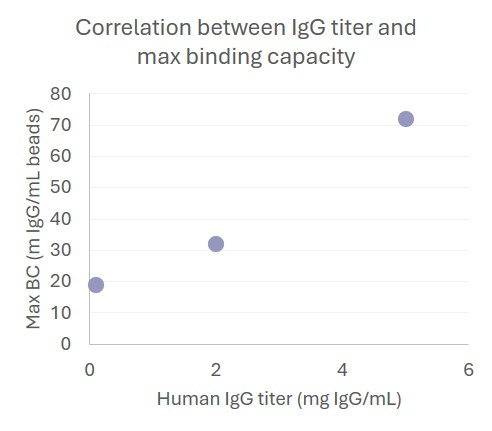 Correlation between IgG titer and
max binding capacity
Max BC (m IgG/mL beads)
80
70
60
50
40
30
20
10
0
0 2 4 6
Human IgG titer (mg IgG/mL)